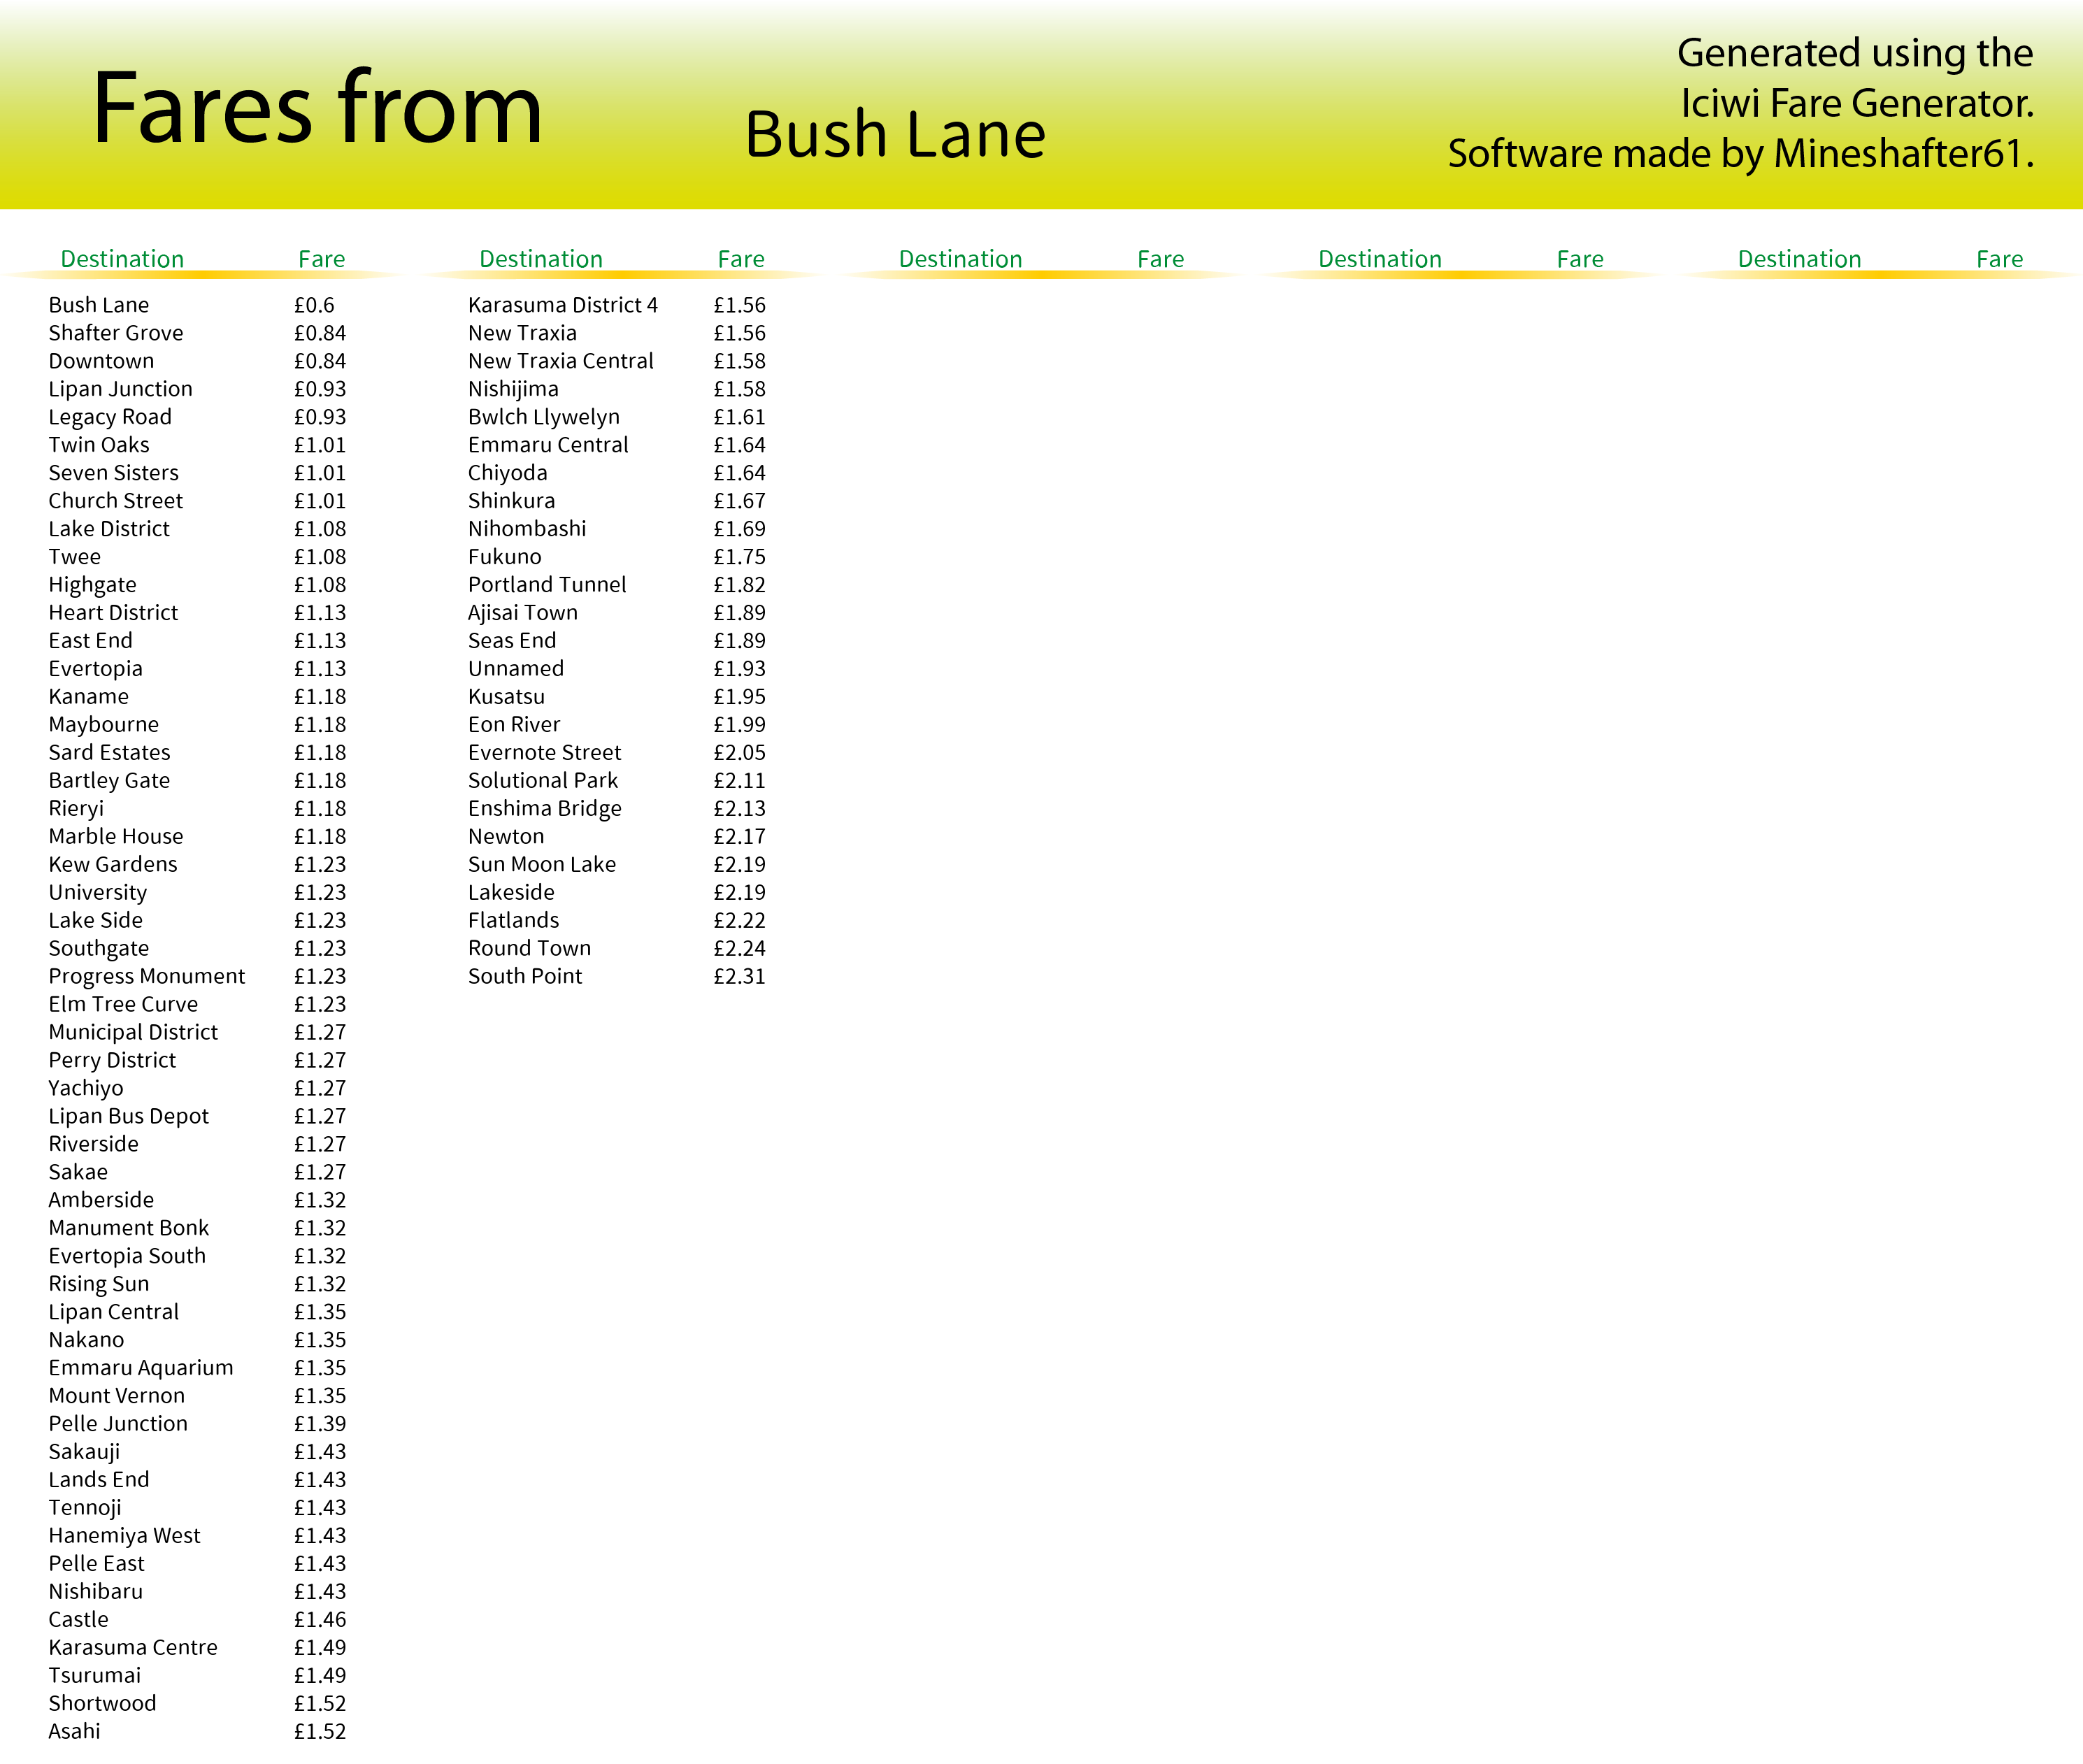 Fares from
Bush Lane
Generated using the
Iciwi Fare Generator.
Software made by Mineshafter61.
Destination Fare Destination Fare Destination Fare Destination Fare Destination Fare
Bush Lane £0.6
Shafter Grove £0.84
Downtown £0.84
Lipan Junction £0.93
Legacy Road £0.93
Twin Oaks £1.01
Seven Sisters £1.01
Church Street £1.01
Lake District £1.08
Twee £1.08
Highgate £1.08
Heart District £1.13
East End £1.13
Evertopia £1.13
Kaname £1.18
Maybourne £1.18
Sard Estates £1.18
Bartley Gate £1.18
Rieryi £1.18
Marble House £1.18
Kew Gardens £1.23
University £1.23
Lake Side £1.23
Southgate £1.23
Progress Monument £1.23
Elm Tree Curve £1.23
Municipal District £1.27
Perry District £1.27
Yachiyo £1.27
Lipan Bus Depot £1.27
Riverside £1.27
Sakae £1.27
Amberside £1.32
Manument Bonk £1.32
Evertopia South £1.32
Rising Sun £1.32
Lipan Central £1.35
Nakano £1.35
Emmaru Aquarium £1.35
Mount Vernon £1.35
Pelle Junction £1.39
Sakauji £1.43
Lands End £1.43
Tennoji £1.43
Hanemiya West £1.43
Pelle East £1.43
Nishibaru £1.43
Castle £1.46
Karasuma Centre £1.49
Tsurumai £1.49
Shortwood £1.52
Asahi £1.52
Karasuma District 4 £1.56
New Traxia £1.56
New Traxia Central £1.58
Nishijima £1.58
Bwlch Llywelyn £1.61
Emmaru Central £1.64
Chiyoda £1.64
Shinkura £1.67
Nihombashi £1.69
Fukuno £1.75
Portland Tunnel £1.82
Ajisai Town £1.89
Seas End £1.89
Unnamed £1.93
Kusatsu £1.95
Eon River £1.99
Evernote Street £2.05
Solutional Park £2.11
Enshima Bridge £2.13
Newton £2.17
Sun Moon Lake £2.19
Lakeside £2.19
Flatlands £2.22
Round Town £2.24
South Point £2.31